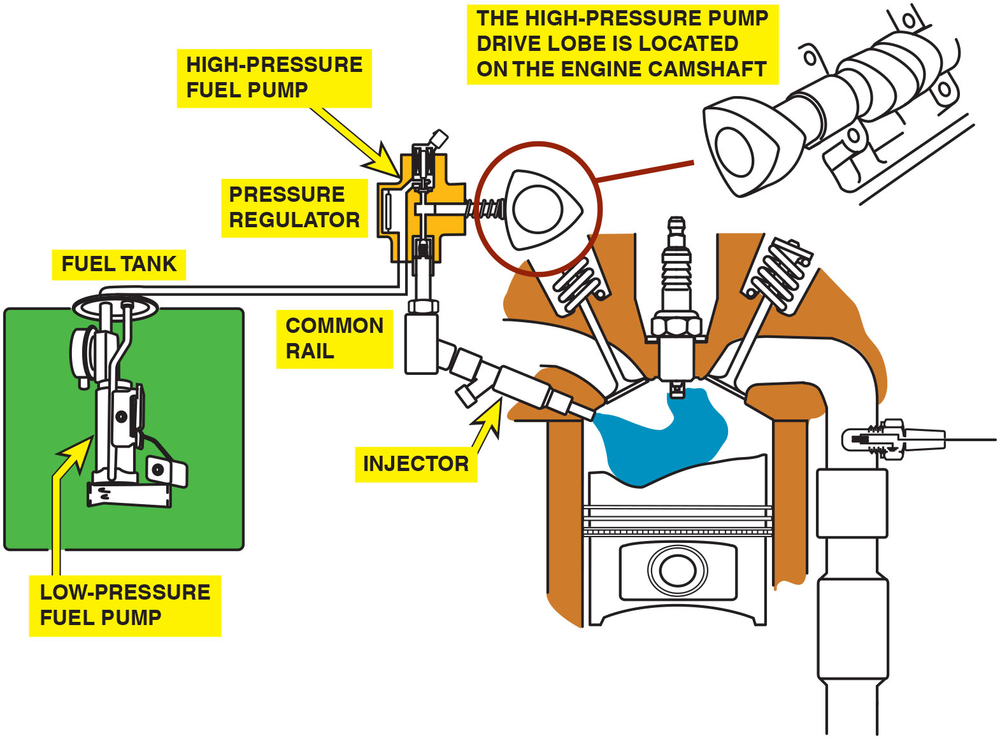 THE HIGH-PRESSURE PUMP
DRIVE LOBE IS LOCATED
ON THE ENGINE CAMSHAFT
HIGH-PRESSURE
FUEL PUMP
PRESSURE
REGULATOR
FUEL TANK
COMMON
RAIL
INJECTOR
LOW-PRESSURE
FUEL PUMP